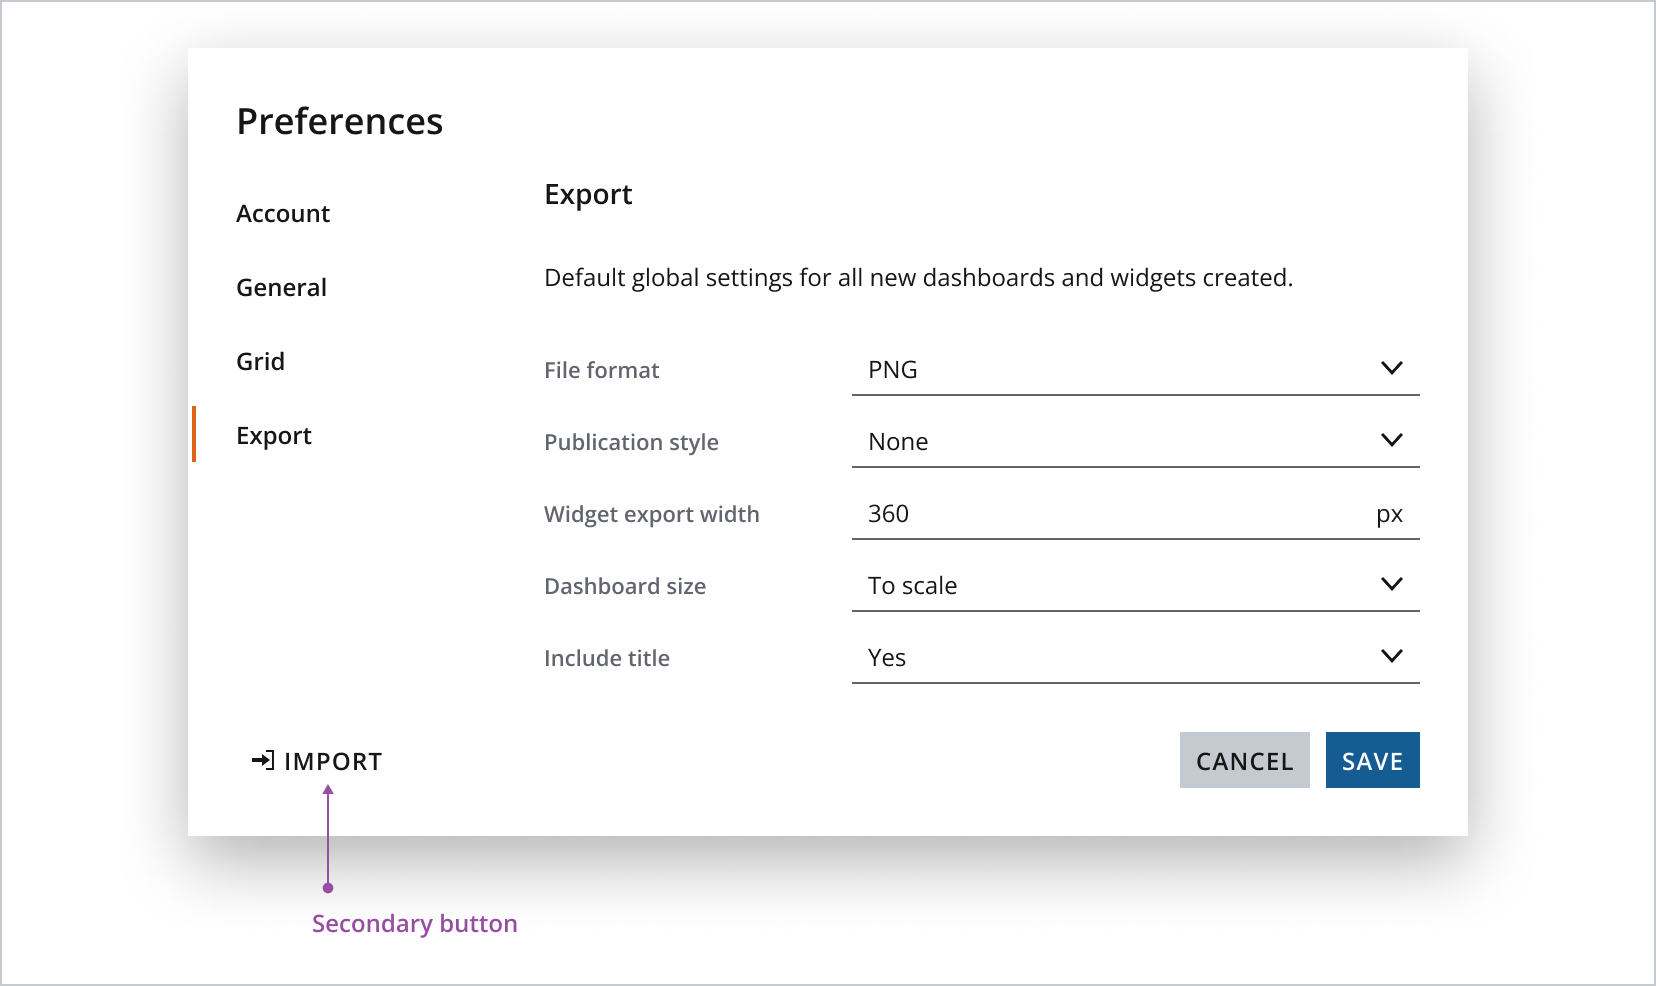 Preferences
Account
General
Grid
Export
Export
Default global settings for all new dashboards and widgets created.
File format PNG
Publication style None
Widget export width 360 px
Dashboard size To scale
Include title Yes
IMPORT CANCEL SAVE
Secondary button